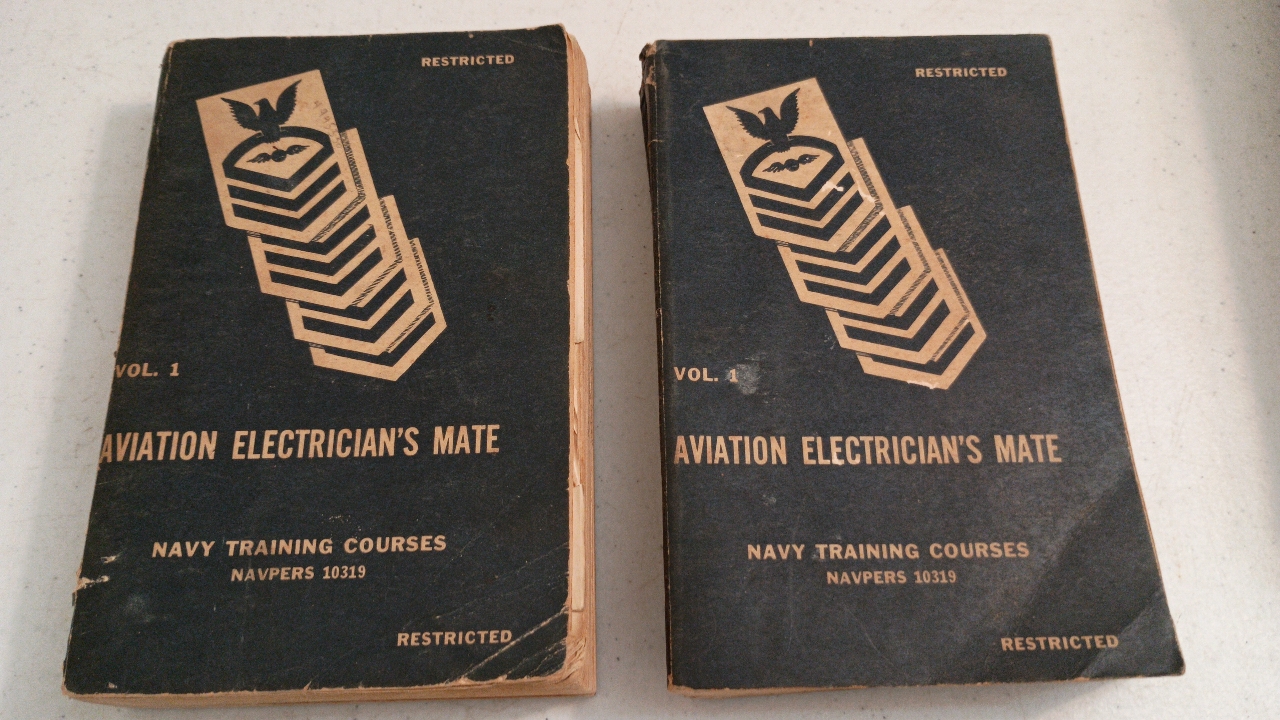 RESTRICTED
VOL. 1
AVIATION ELECTRICIAN'S MATE
NAVY TRAINING COURSES
NAVPERS 10319
RESTRICTED
RESTRICTED
VOL. 1
AVIATION ELECTRICIAN'S MATE
NAVY TRAINING COURSES
NAVPERS 10319
RESTRICTED